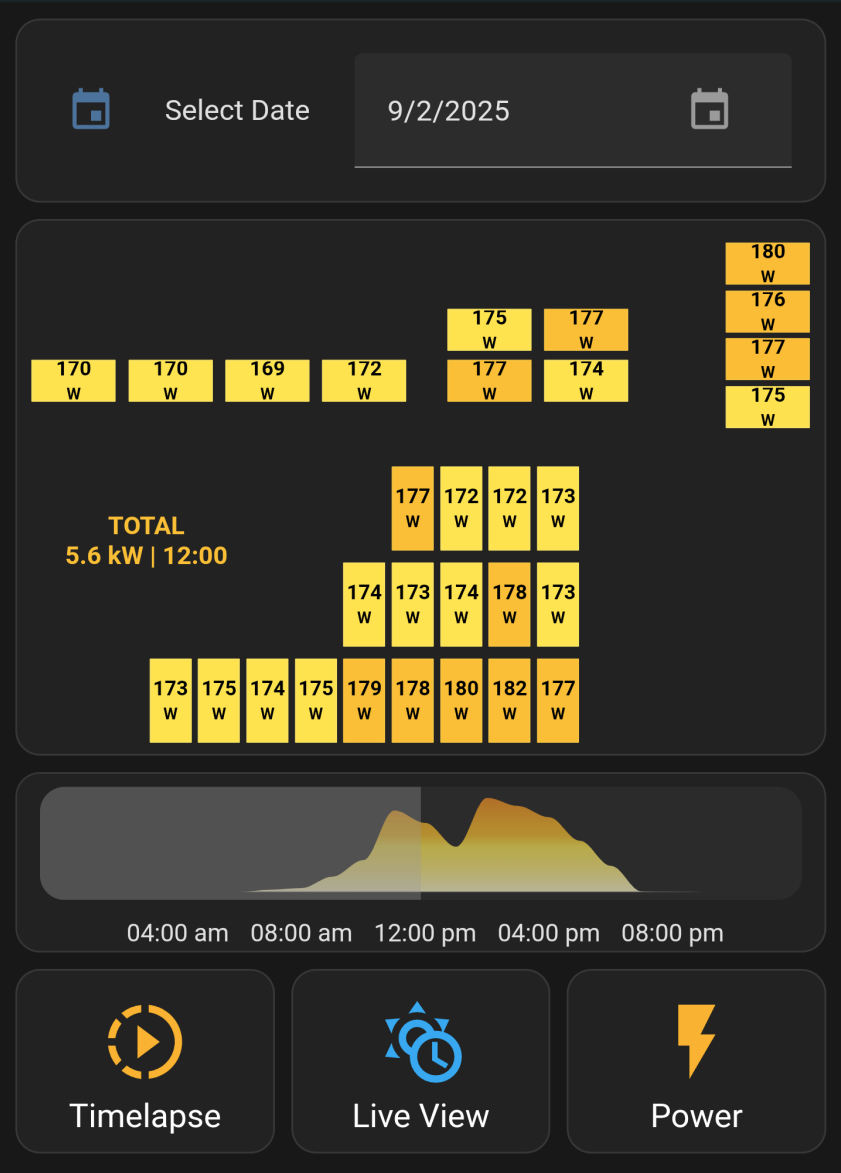 Select Date
9/2/2025
180
W
176
W
175 177
W W
177
W
170 170 169 172 177 174
W W W W W W
175
W
177 172 172 173
W W W W
TOTAL
5.6 kW | 12:00
174 173 174 178 173
W W W W W
173 175 174 175 179 178 180 182 177
W W W W W W W W W
04:00 am 08:00 am 12:00 pm 04:00 pm 08:00 pm
Timelapse
Live View
Power